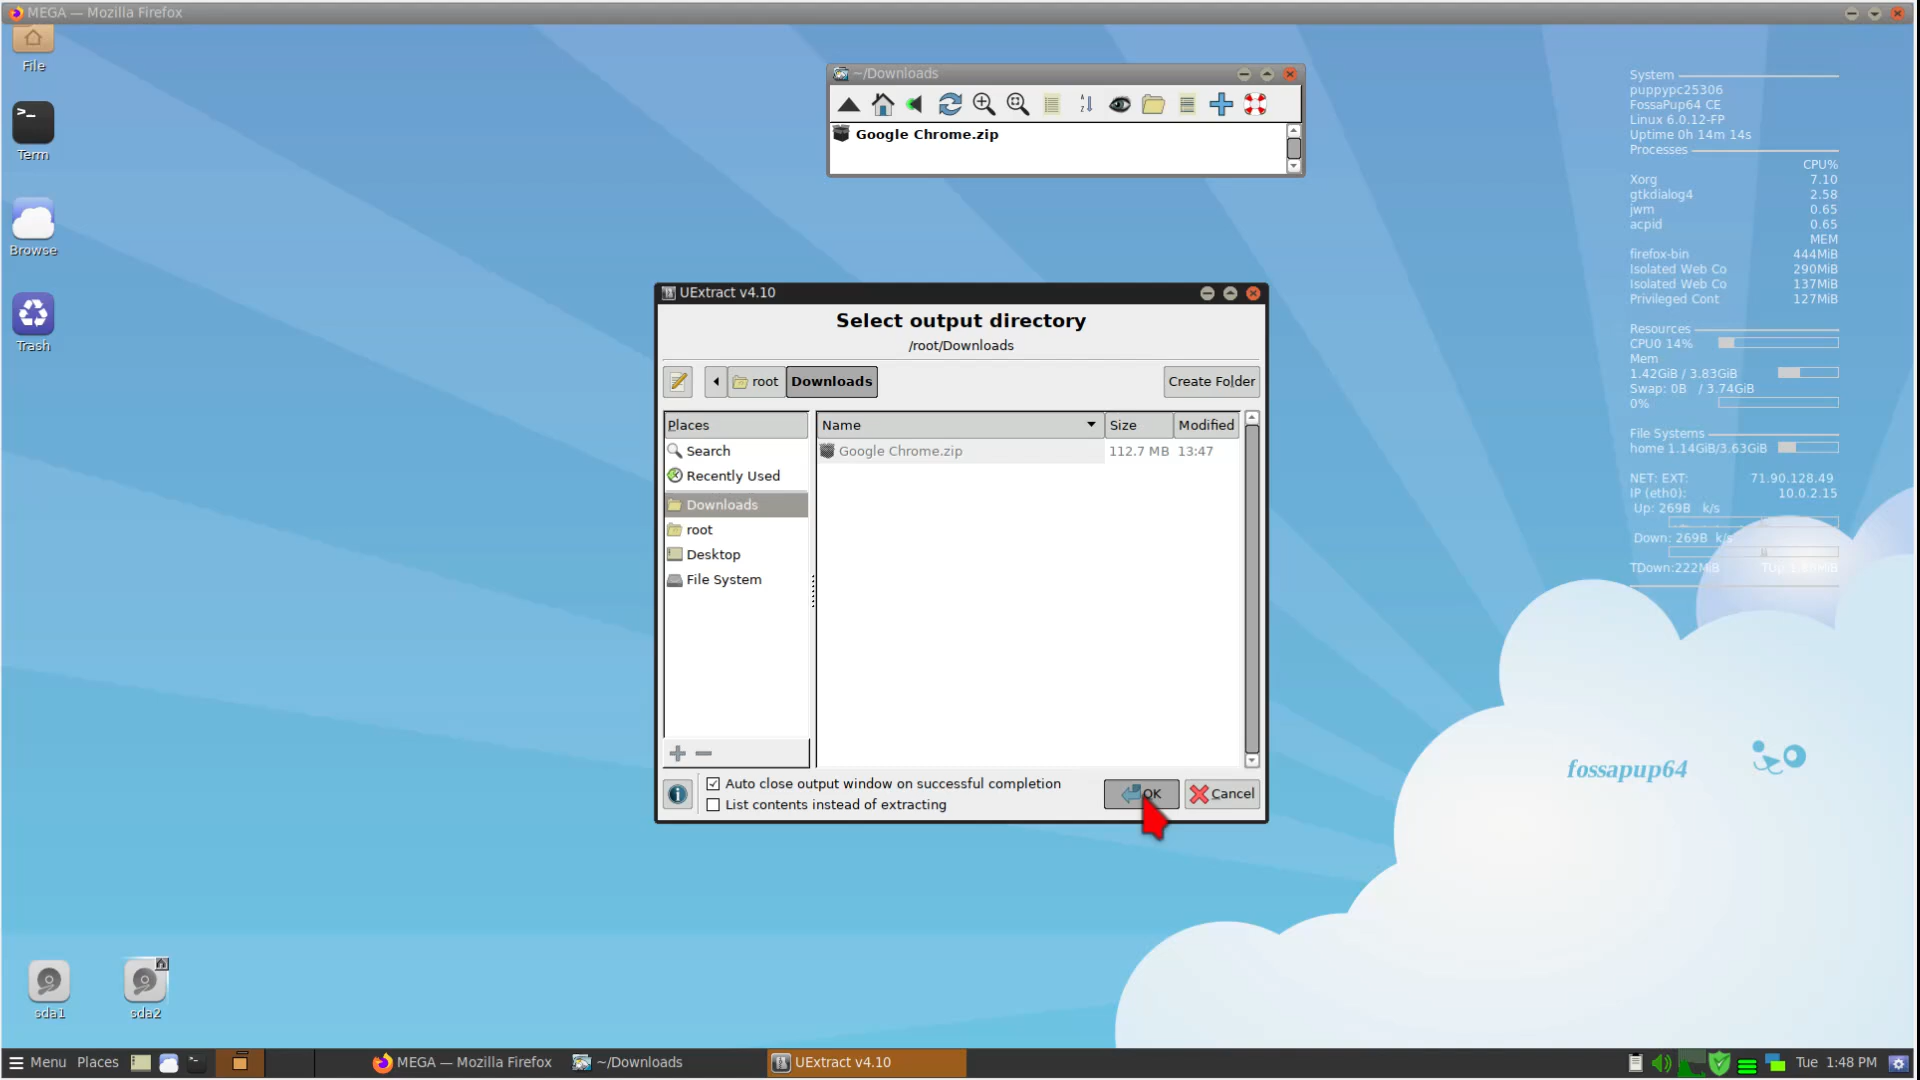 MEGA — Mozilla Firefox
File
Term
Browse
Trash
~/Downloads
Google Chrome.zip
System
puppypc25306
FossaPup64 CE
Linux 6.0.12-FP
Uptime 0h 14m 14s
Processes
CPU%
Xorg 7.10
gtkdialog4 2.58
jwm 0.65
acpid 0.65
MEM
firefox-bin 444MiB
Isolated Web Co 290MiB
Isolated Web Co 137MiB
Privileged Cont 127MiB
Resources
CPU0 14%
Mem
1.42GiB / 3.83GiB
Swap: 0B / 3.74GiB
0%
File Systems
home 1.14GiB/3.63GiB
NET: EXT: 71.90.128.49
IP (eth0): 10.0.2.15
Up: 269B k/s
Down: 269B k/s
TDown:222MiB
UExtract v4.10
Select output directory
/root/Downloads
root Downloads Create Folder
Places Name Size Modified
Search Google Chrome.zip 112.7 MB 13:47
Recently Used
Downloads
root
Desktop
File System
Auto close output window on successful completion
List contents instead of extracting
OK Cancel
fossapup64
sda1 sda2
Menu Places MEGA — Mozilla Firefox ~/Downloads UExtract v4.10 Tue 1:48 PM